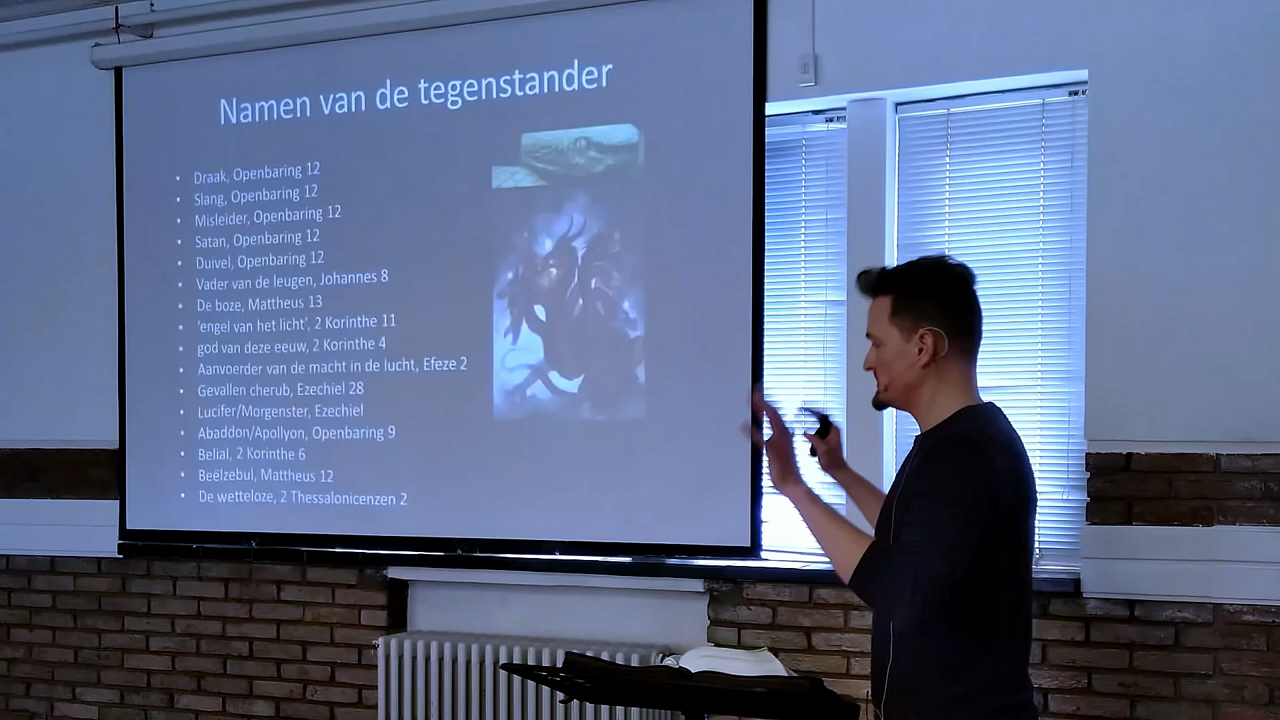 Namen van de tegenstander
• Draak, Openbaring 12
• Slang, Openbaring 12
• Misleider, Openbaring 12
• Satan, Openbaring 12
• Duivel, Openbaring 12
• Vader van de leugen, Johannes 8
• De boze, Mattheus 13
• ‘engel van het licht’, 2 Korinthe 11
• god van deze eeuw, 2 Korinthe 4
• Aanvoerder van de macht in de lucht, Efeze 2
• Gevallen cherub, Ezechiel 28
• Lucifer/Morgenster, Ezechiel
• Abaddon/Apollyon, Openbaring 9
• Belial, 2 Korinthe 6
• Beëlzebul, Mattheus 12
• De wetteloze, 2 Thessalonicenzen 2